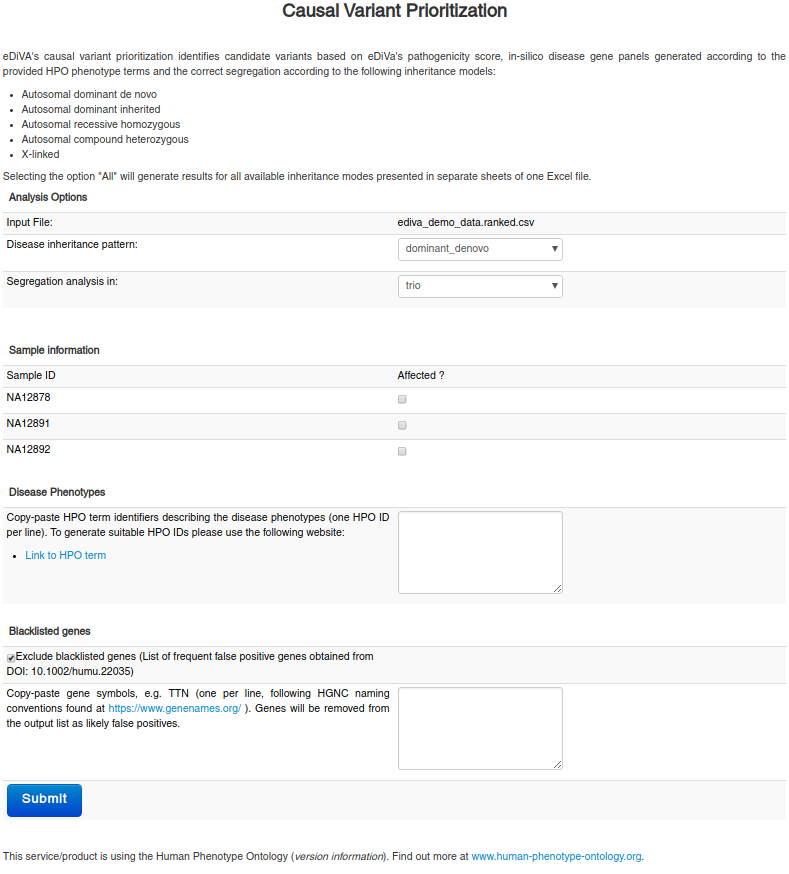 Causal Variant Prioritization
eDiVA's causal variant prioritization identifies candidate variants based on eDiVa's pathogenicity score, in-silico disease gene panels generated according to the
provided HPO phenotype terms and the correct segregation according to the following inheritance models:
• Autosomal dominant de novo
• Autosomal dominant inherited
• Autosomal recessive homozygous
• Autosomal compound heterozygous
• X-linked
Selecting the option "All" will generate results for all available inheritance modes presented in separate sheets of one Excel file.
Analysis Options
Input File: ediva_demo_data.ranked.csv
Disease inheritance pattern: dominant_denovo
Segregation analysis in: trio
Sample information
Sample ID Affected ?
NA12878
NA12891
NA12892
Disease Phenotypes
Copy-paste HPO term identifiers describing the disease phenotypes (one HPO ID
per line). To generate suitable HPO IDs please use the following website:
• Link to HPO term
Blacklisted genes
Exclude blacklisted genes (List of frequent false positive genes obtained from
DOI: 10.1002/humu.22035)
Copy-paste gene symbols, e.g. TTN (one per line, following HGNC naming
conventions found at https://www.genenames.org/ ). Genes will be removed from
the output list as likely false positives.
Submit
This service/product is using the Human Phenotype Ontology (version information). Find out more at www.human-phenotype-ontology.org.